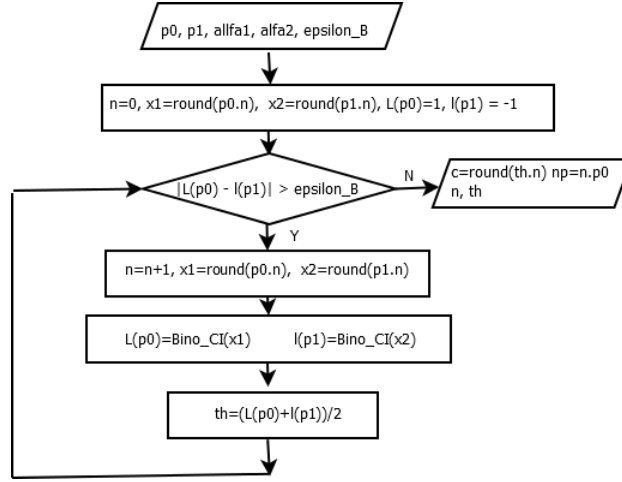 p0, p1, allfa1, alfa2, epsilon_B
n=0, x1=round(p0.n), x2=round(p1.n), L(p0)=1, l(p1) = -1
|L(p0) - l(p1)| > epsilon_B
N
c=round(th.n) np=n.p0
n, th
Y
n=n+1, x1=round(p0.n), x2=round(p1.n)
L(p0)=Bino_CI(x1) l(p1)=Bino_CI(x2)
th=(L(p0)+l(p1))/2